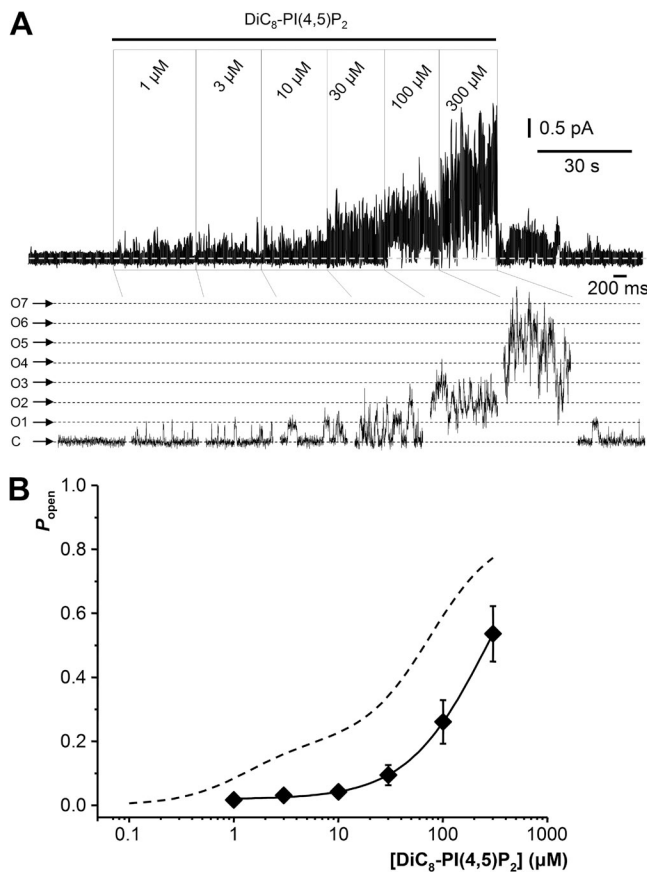 A
DiC₈-PI(4,5)P₂
1 µM
3 µM
10 µM
30 µM
100 µM
300 µM
0.5 pA
30 s
200 ms
O7
O6
O5
O4
O3
O2
O1
C
B
P_open
1.0
0.8
0.6
0.4
0.2
0.0
0.1
1
10
100
1000
[DiC₈-PI(4,5)P₂] (µM)